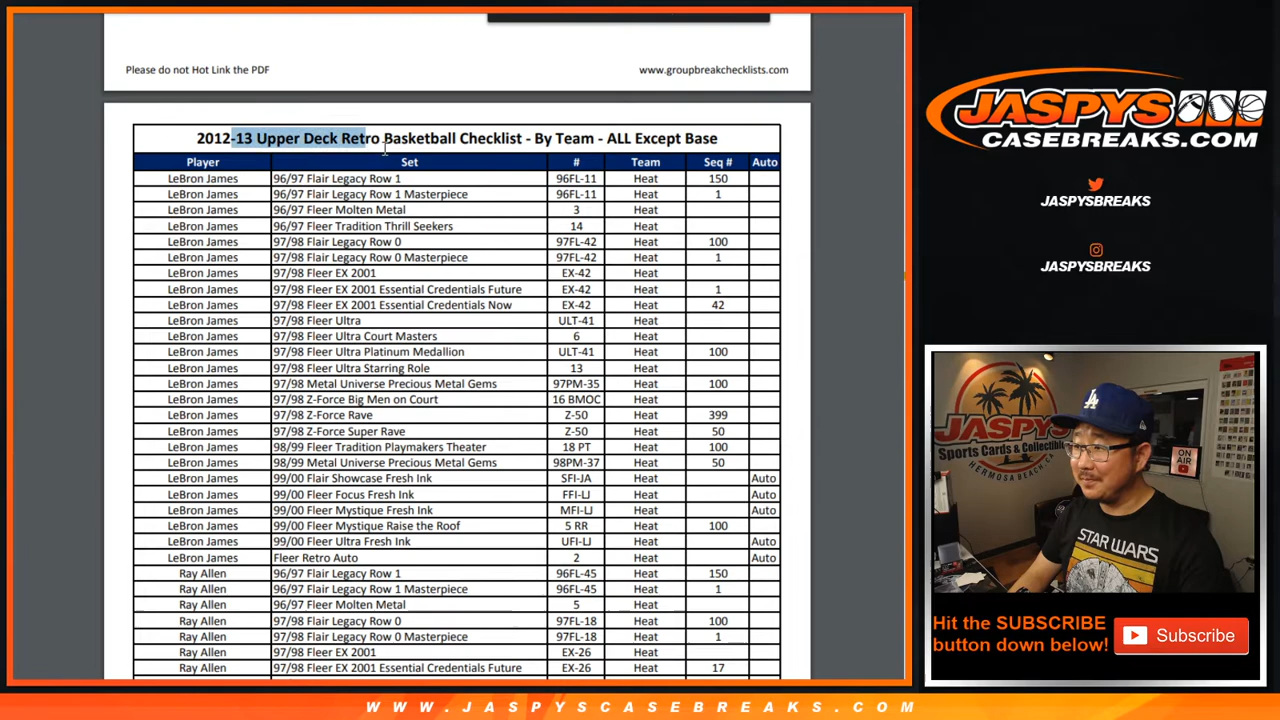 Please do not Hot Link the PDF www.groupbreakchecklists.com
2012-13 Upper Deck Retro Basketball Checklist - By Team - ALL Except Base
Player Set # Team Seq # Auto
LeBron James 96/97 Flair Legacy Row 1 96FL-11 Heat 150
LeBron James 96/97 Flair Legacy Row 1 Masterpiece 96FL-11 Heat 1
LeBron James 96/97 Fleer Molten Metal 3 Heat
LeBron James 96/97 Fleer Tradition Thrill Seekers 14 Heat
LeBron James 97/98 Flair Legacy Row 0 97FL-42 Heat 100
LeBron James 97/98 Flair Legacy Row 0 Masterpiece 97FL-42 Heat 1
LeBron James 97/98 Fleer EX 2001 EX-42 Heat
LeBron James 97/98 Fleer EX 2001 Essential Credentials Future EX-42 Heat 1
LeBron James 97/98 Fleer EX 2001 Essential Credentials Now EX-42 Heat 42
LeBron James 97/98 Fleer Ultra ULT-41 Heat
LeBron James 97/98 Fleer Ultra Court Masters 6 Heat
LeBron James 97/98 Fleer Ultra Platinum Medallion ULT-41 Heat 100
LeBron James 97/98 Fleer Ultra Starring Role 13 Heat
LeBron James 97/98 Metal Universe Precious Metal Gems 97PM-35 Heat 100
LeBron James 97/98 Z-Force Big Men on Court 16 BMOC Heat
LeBron James 97/98 Z-Force Rave Z-50 Heat 399
LeBron James 97/98 Z-Force Super Rave Z-50 Heat 50
LeBron James 98/99 Fleer Tradition Playmakers Theater 18 PT Heat 100
LeBron James 98/99 Metal Universe Precious Metal Gems 98PM-37 Heat 50
LeBron James 99/00 Flair Showcase Fresh Ink SFI-JA Heat Auto
LeBron James 99/00 Fleer Focus Fresh Ink FFI-LJ Heat Auto
LeBron James 99/00 Fleer Mystique Fresh Ink MFI-LJ Heat Auto
LeBron James 99/00 Fleer Mystique Raise the Roof 5 RR Heat 100
LeBron James 99/00 Fleer Ultra Fresh Ink UFI-LJ Heat Auto
LeBron James Fleer Retro Auto 2 Heat Auto
Ray Allen 96/97 Flair Legacy Row 1 96FL-45 Heat 150
Ray Allen 96/97 Flair Legacy Row 1 Masterpiece 96FL-45 Heat 1
Ray Allen 96/97 Fleer Molten Metal 5 Heat
Ray Allen 97/98 Flair Legacy Row 0 97FL-18 Heat 100
Ray Allen 97/98 Flair Legacy Row 0 Masterpiece 97FL-18 Heat 1
Ray Allen 97/98 Fleer EX 2001 EX-26 Heat
Ray Allen 97/98 Fleer EX 2001 Essential Credentials Future EX-26 Heat 17
JASPYS
CASEBREAKS.COM
JASPYSBREAKS
JASPYSBREAKS
JASPYS
Sports Cards & Collectibles
HERMOSA BEACH, CA
ON AIR
LA
STAR WARS
Hit the SUBSCRIBE
button down below!
Subscribe
WWW.JASPYSCASEBREAKS.COM